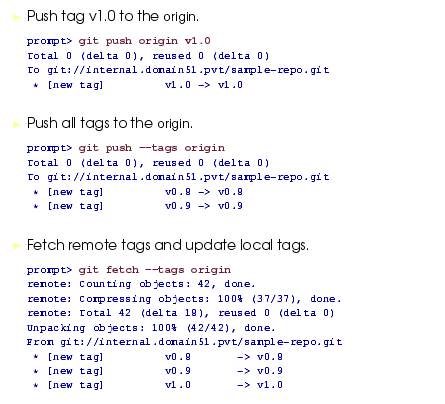 Push tag v1.0 to the origin.
prompt> git push origin v1.0
Total 0 (delta 0), reused 0 (delta 0)
To git://internal.domain51.pvt/sample-repo.git
* [new tag] v1.0 -> v1.0
Push all tags to the origin.
prompt> git push --tags origin
Total 0 (delta 0), reused 0 (delta 0)
To git://internal.domain51.pvt/sample-repo.git
* [new tag] v0.8 -> v0.8
* [new tag] v0.9 -> v0.9
Fetch remote tags and update local tags.
prompt> git fetch --tags origin
remote: Counting objects: 42, done.
remote: Compressing objects: 100% (37/37), done.
remote: Total 42 (delta 18), reused 0 (delta 0)
Unpacking objects: 100% (42/42), done.
From git://internal.domain51.pvt/sample-repo.git
* [new tag] v0.8 -> v0.8
* [new tag] v0.9 -> v0.9
* [new tag] v1.0 -> v1.0